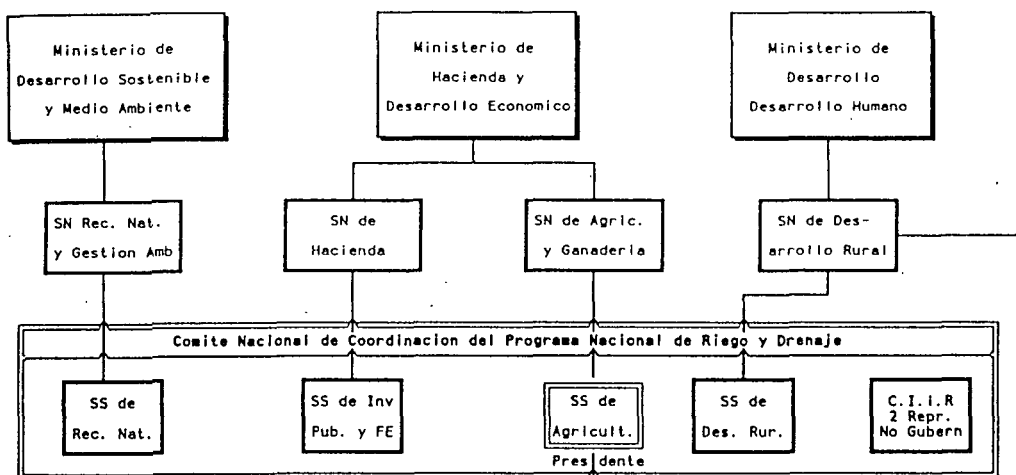 Ministerio de
Desarrollo Sostenible
y Medio Ambiente
Ministerio de
Hacienda y
Desarrollo Economico
Ministerio de
Desarrollo
Desarrollo Humano
SN Rec. Nat.
y Gestion Amb
SN de
Hacienda
SN de Agric.
y Ganaderia
SN de Des-
arrollo Rural
Comite Nacional de Coordinacion del Programa Nacional de Riego y Drenaje
SS de
Rec. Nat.
SS de Inv
Pub. y FE
SS de
Agricult.
SS de
Des. Rur.
C.I.i.R
2 Repr.
No Gubern
Presidente